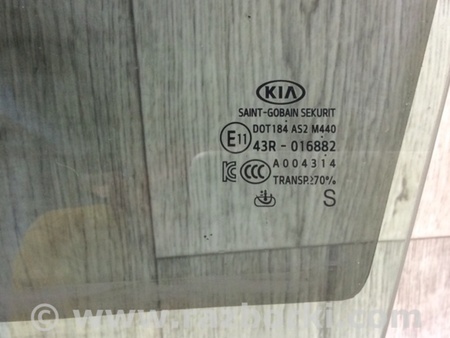 KIA
SAINT-GOBAIN SEKURIT
DOT184 AS2 M440
E11 43R - 016882
CCC A004314
TRANSP.≥70%
S